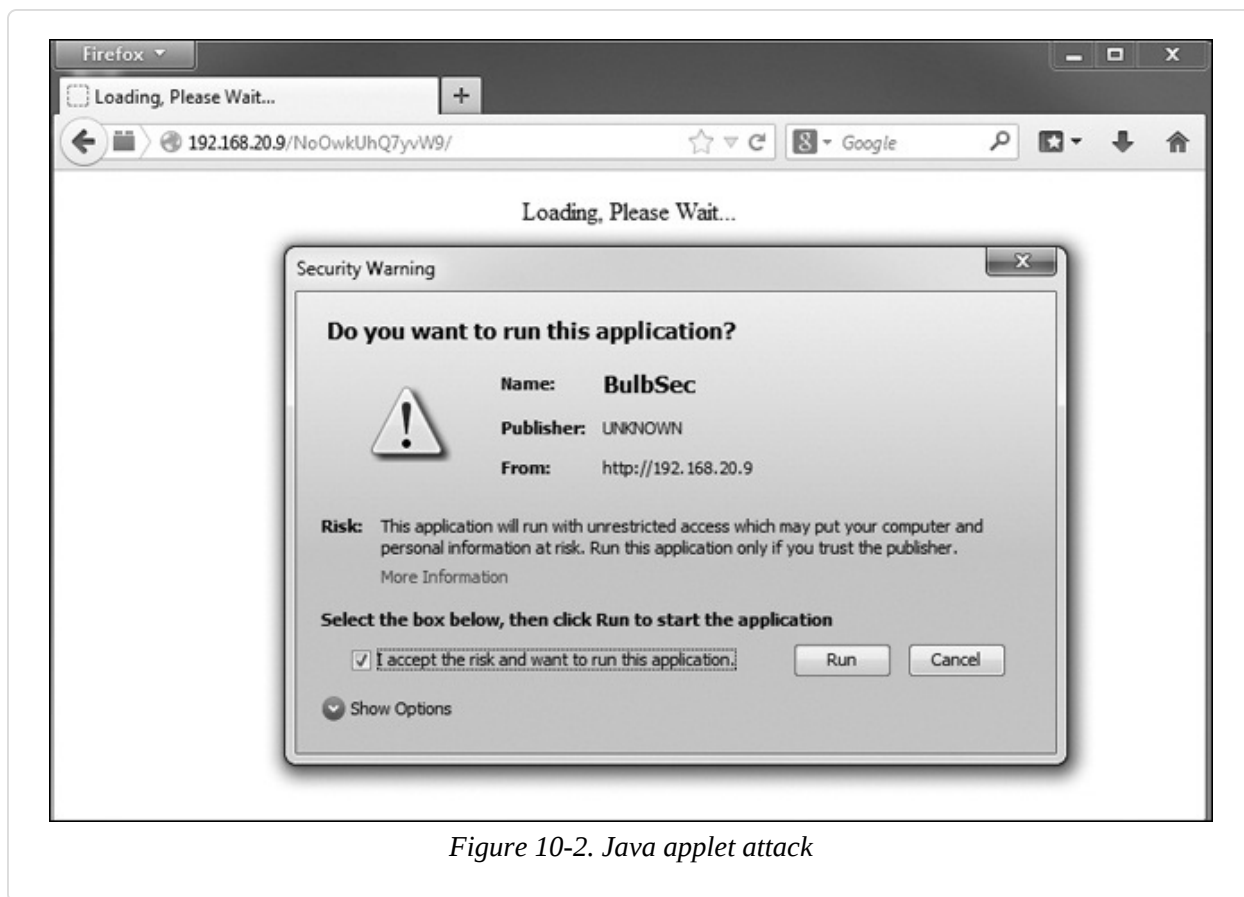 Firefox
Loading, Please Wait...
+
192.168.20.9/NoOwkUhQ7yvW9/
8
Google
Loading, Please Wait...
Security Warning
X
Do you want to run this application?
Name: BulbSec
Publisher: UNKNOWN
From: http://192.168.20.9
Risk: This application will run with unrestricted access which may put your computer and
personal information at risk. Run this application only if you trust the publisher.
More Information
Select the box below, then click Run to start the application
I accept the risk and want to run this application.
Run
Cancel
Show Options
Figure 10-2. Java applet attack